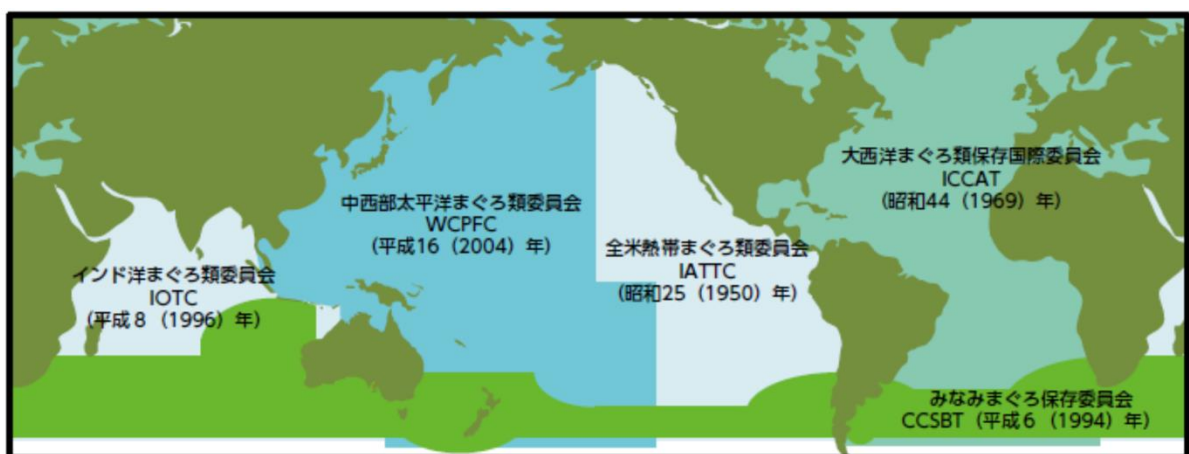 大西洋まぐろ類保存国際委員会
ICCAT
(昭和44（1969）年)
中西部太平洋まぐろ類委員会
WCPFC
(平成16（2004）年)
全米熱帯まぐろ類委員会
IATTC
(昭和25（1950）年)
インド洋まぐろ類委員会
IOTC
(平成8（1996）年)
みなみまぐろ保存委員会
CCSBT（平成6（1994）年)